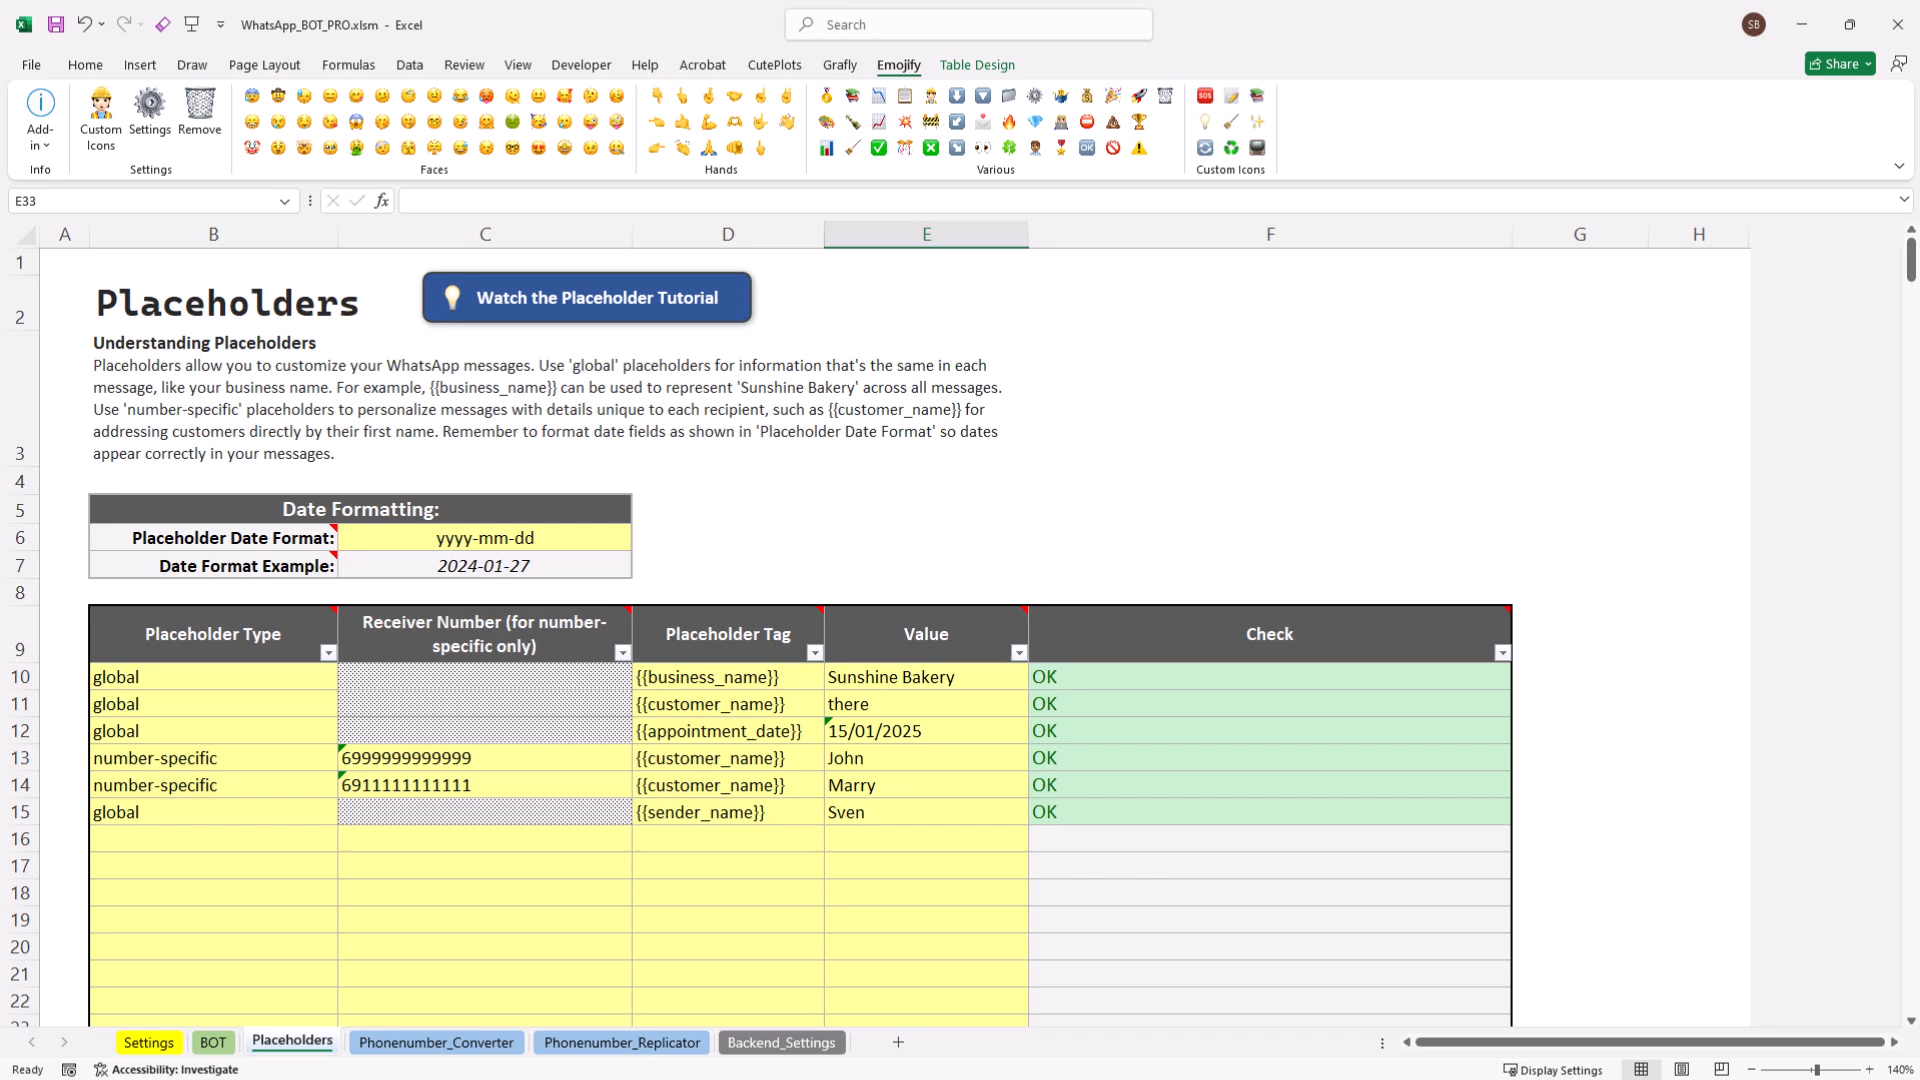 WhatsApp_BOT_PRO.xlsm - Excel
Search
SB
File Home Insert Draw Page Layout Formulas Data Review View Developer Help Acrobat CutePlots Grafly Emojify Table Design
Share
Add-in
Custom Icons
Settings
Remove
Info
Settings
Faces
Hands
Various
Custom Icons
E33
fx
A B C D E F G H
1
2 Placeholders
💡 Watch the Placeholder Tutorial
Understanding Placeholders
Placeholders allow you to customize your WhatsApp messages. Use 'global' placeholders for information that's the same in each
message, like your business name. For example, {{business_name}} can be used to represent 'Sunshine Bakery' across all messages.
Use 'number-specific' placeholders to personalize messages with details unique to each recipient, such as {{customer_name}} for
addressing customers directly by their first name. Remember to format date fields as shown in 'Placeholder Date Format' so dates
3 appear correctly in your messages.
4
5 Date Formatting:
6 Placeholder Date Format: yyyy-mm-dd
7 Date Format Example: 2024-01-27
8
9 Placeholder Type Receiver Number (for number-specific only) Placeholder Tag Value Check
10 global {{business_name}} Sunshine Bakery OK
11 global {{customer_name}} there OK
12 global {{appointment_date}} 15/01/2025 OK
13 number-specific 6999999999999 {{customer_name}} John OK
14 number-specific 6911111111111 {{customer_name}} Marry OK
15 global {{sender_name}} Sven OK
16
17
18
19
20
21
22
Settings BOT Placeholders Phonenumber_Converter Phonenumber_Replicator Backend_Settings
Ready Accessibility: Investigate Display Settings 140%